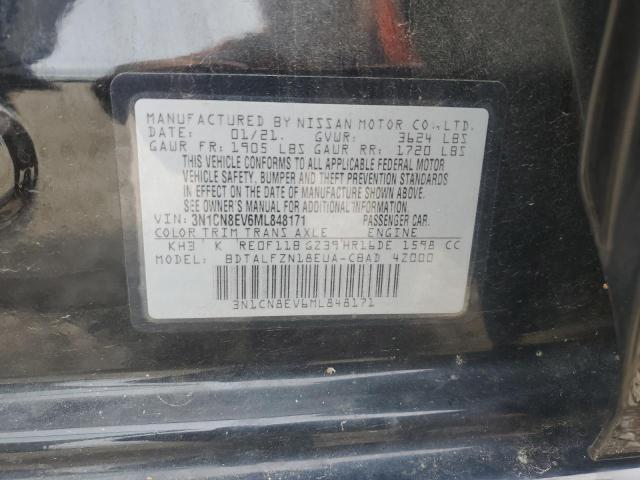 MANUFACTURED BY NISSAN MOTOR CO.,LTD.
DATE: 01/21. GVWR: 3624 LBS
GAWR FR: 1905 LBS GAWR RR: 1720 LBS
THIS VEHICLE CONFORMS TO ALL APPLICABLE FEDERAL MOTOR
VEHICLE SAFETY, BUMPER AND THEFT PREVENTION STANDARDS
IN EFFECT ON THE DATE OF MANUFACTURE SHOWN ABOVE.
SEE OWNER'S MANUAL FOR ADDITIONAL INFORMATION.
VIN: 3N1CN8EV6ML848171 PASSENGER CAR.
COLOR TRIM TRANS AXLE ENGINE
KH3 K RE0F11B GZ39 HR16DE 1598 CC
MODEL: BDTALFZN18EUA-CBAD 4Z000
3N1CN8EV6ML848171